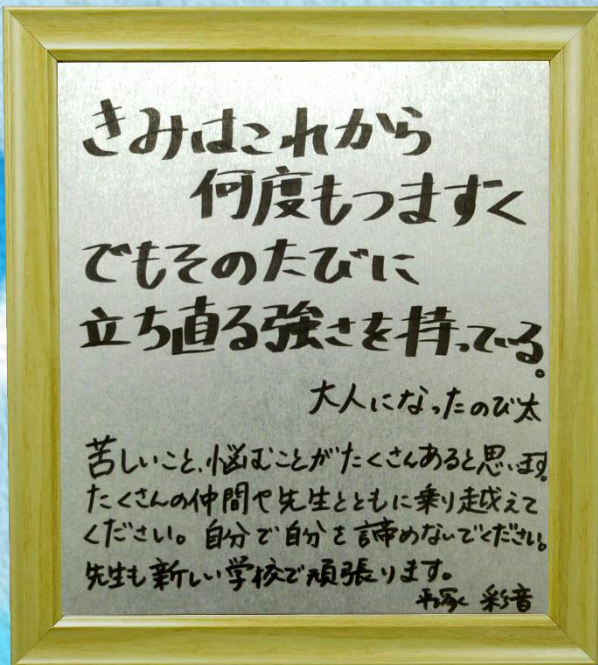 きみはこれから
何度もつまずく
でもそのたびに
立ち直る強さを持っている。
大人になったのび太
苦しいこと、悩むことがたくさんあると思います。
たくさんの仲間や先生とともに乗り越えて
ください。自分で自分を諦めないでください。
先生も新しい学校で頑張ります。
平塚 彩音